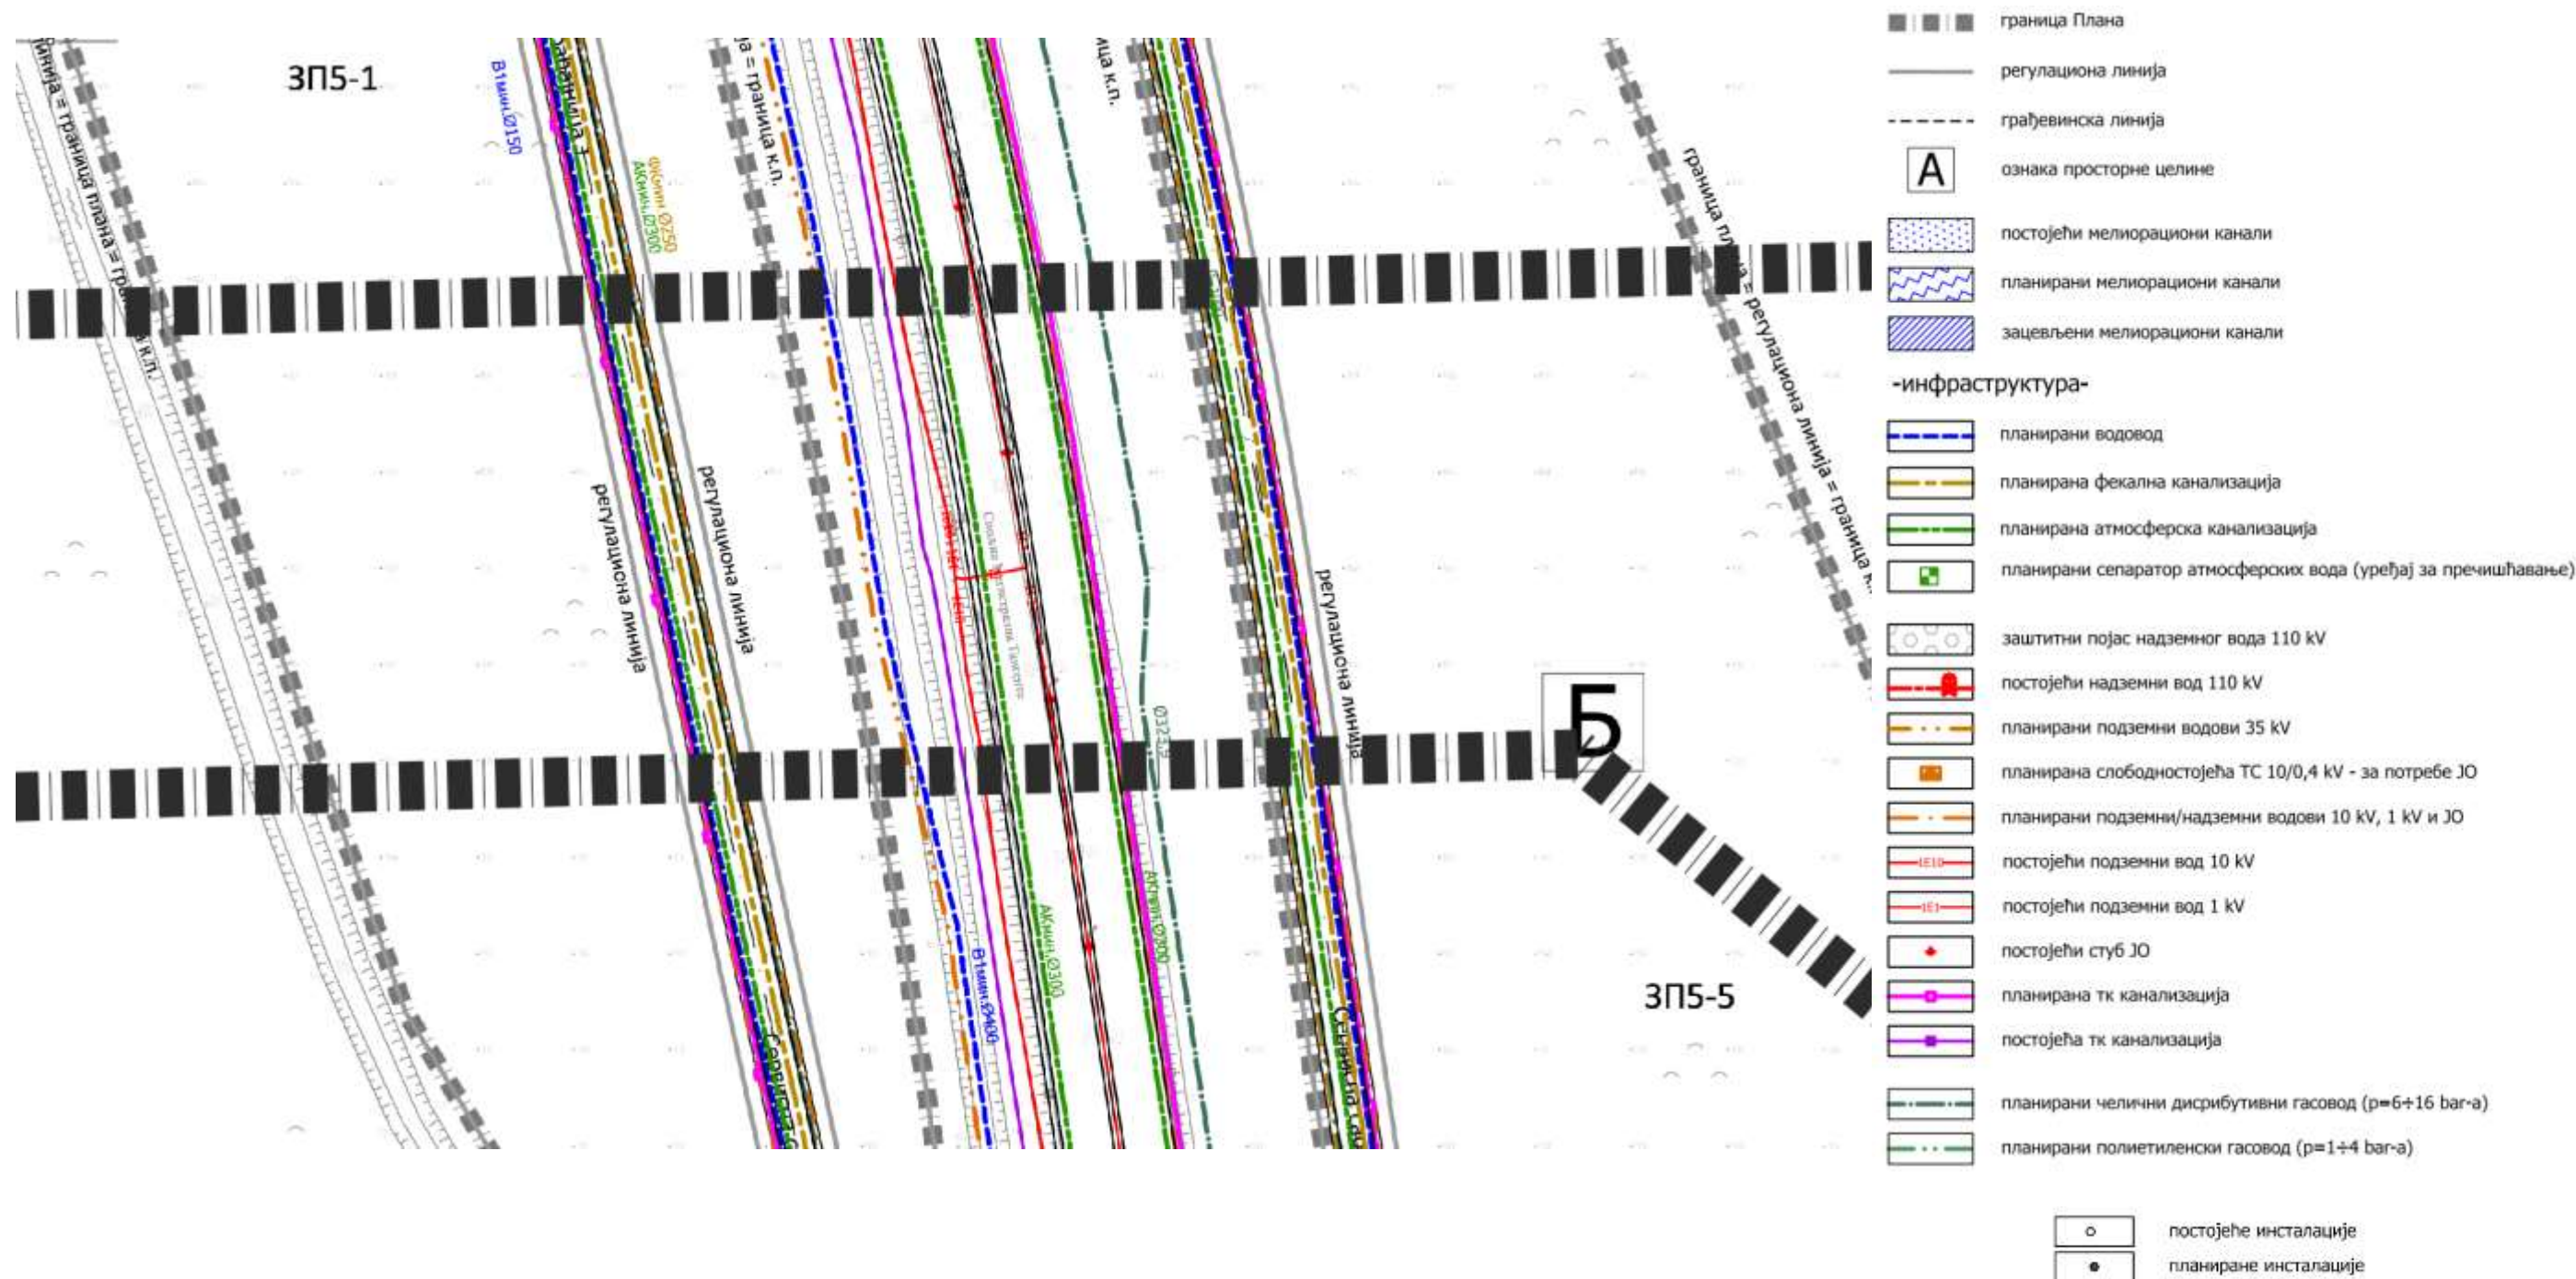 ЗП5-1
В1мин.Ø150
ФКмин Ø250
АКмин.Ø300
линија = граница плана =
граница к.п.
к.п.
к.п.
регулациона линија
регулациона линија
регулациона линија
= регулациона линија = граница
Ø323,9
Б
АКмин.Ø300
АКмин.Ø300
В1мин.Ø400
ЗП5-5
граница Плана
регулациона линија
грађевинска линија
А ознака просторне целине
постојећи мелиорациони канали
планирани мелиорациони канали
зацевљени мелиорациони канали
-инфраструктура-
планирани водовод
планирана фекална канализација
планирана атмосферска канализација
планирани сепаратор атмосферских вода (уређај за пречишћавање)
заштитни појас надземног вода 110 kV
постојећи надземни вод 110 kV
планирани подземни водови 35 kV
планирана слободностојећа ТС 10/0,4 kV - за потребе ЈО
планирани подземни/надземни водови 10 kV, 1 kV и ЈО
1Е10 постојећи подземни вод 10 kV
1Е1 постојећи подземни вод 1 kV
постојећи стуб ЈО
планирана тк канализација
постојећа тк канализација
планирани челични дисрибутивни гасовод (p=6÷16 bar-a)
планирани полиетиленски гасовод (p=1÷4 bar-a)
постојеће инсталације
планиране инсталације